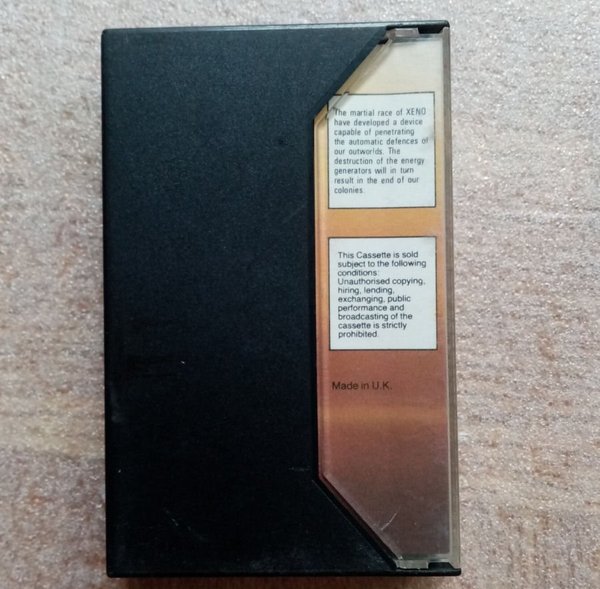 The martial race of XENO
have developed a device
capable of penetrating
the automatic defences of
our outworlds. The
destruction of the energy
generators will in turn
result in the end of our
colonies.
This Cassette is sold
subject to the following
conditions:
Unauthorised copying,
hiring, lending,
exchanging, public
performance and
broadcasting of the
cassette is strictly
prohibited.
Made in U.K.